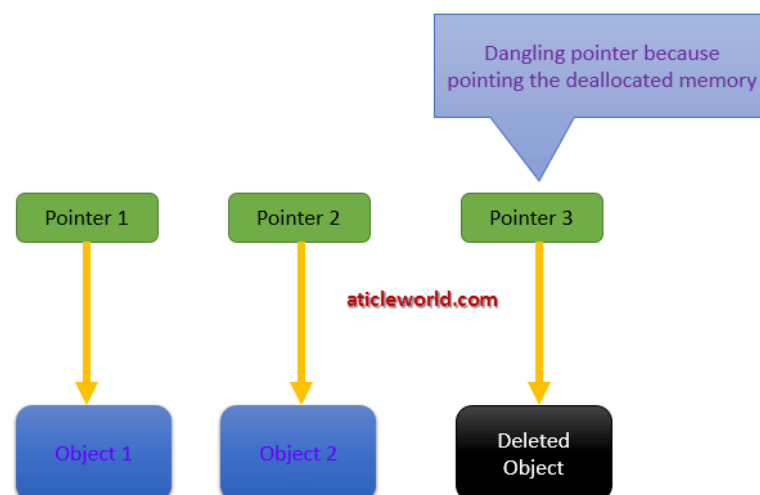 Dangling pointer because
pointing the deallocated memory
Pointer 1
Pointer 2
Pointer 3
aticleworld.com
Object 1
Object 2
Deleted
Object